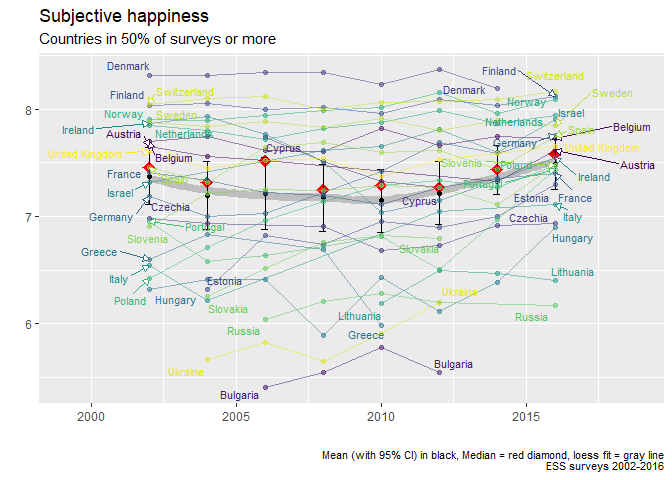 Subjective happiness
Countries in 50% of surveys or more
Denmark
Finland
Switzerland
Norway
Sweden
Ireland
Netherlands
Austria
United Kingdom
Belgium
Cyprus
France
Israel
Czechia
Germany
Portugal
Slovenia
Greece
Italy
Poland
Hungary
Estonia
Slovakia
Russia
Ukraine
Bulgaria
Finland
Switzerland
Denmark
Norway
Sweden
Israel
Netherlands
Spain
Belgium
Germany
United Kingdom
Slovenia
Poland
Austria
Portugal
Ireland
Cyprus
Estonia
France
Czechia
Italy
Hungary
Slovakia
Lithuania
Ukraine
Lithuania
Russia
Greece
Bulgaria
8
7
6
2000
2005
2010
2015
Mean (with 95% CI) in black, Median = red diamond, loess fit = gray line
ESS surveys 2002-2016